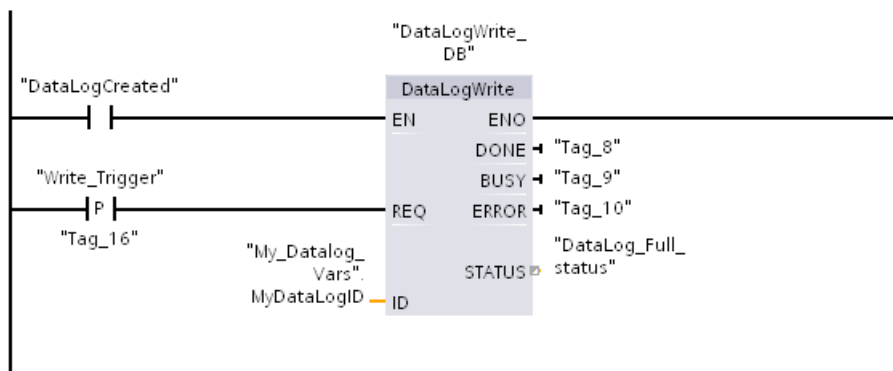 "DataLogWrite_
DB"
"DataLogCreated"
DataLogWrite
EN ENO
DONE "Tag_8"
"Write_Trigger"
BUSY "Tag_9"
P REQ ERROR "Tag_10"
"Tag_16"
"My_Datalog_
Vars".
MyDataLogID ID
"DataLog_Full_
STATUS status"